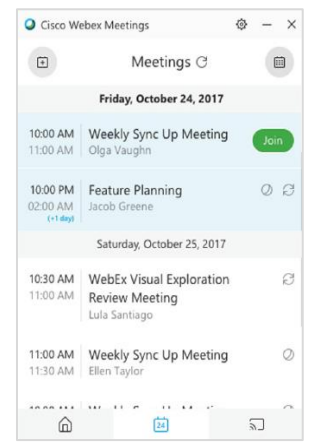 Cisco Webex Meetings
Meetings
Friday, October 24, 2017
10:00 AM Weekly Sync Up Meeting
11:00 AM Olga Vaughn
Join
10:00 PM Feature Planning
02:00 AM Jacob Greene
(+1 day)
Saturday, October 25, 2017
10:30 AM WebEx Visual Exploration
11:00 AM Review Meeting
Lula Santiago
11:00 AM Weekly Sync Up Meeting
11:30 AM Ellen Taylor
24